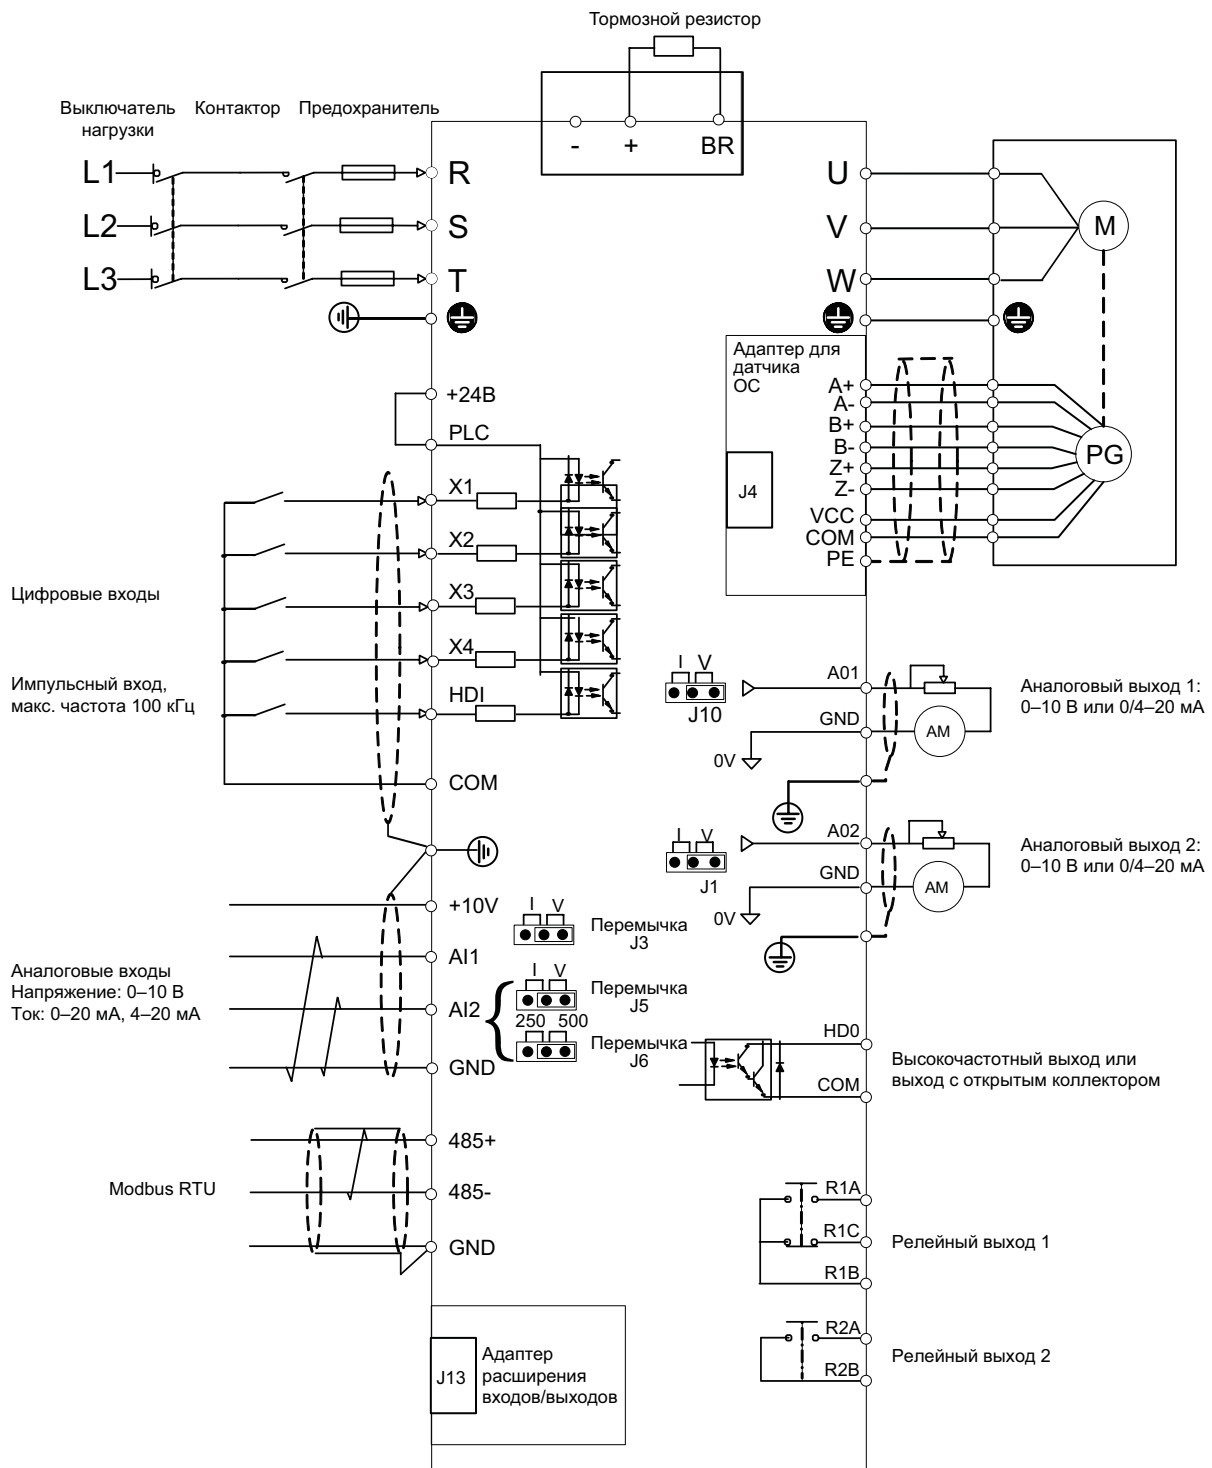 Тормозной резистор
Выключатель
нагрузки
Контактор
Предохранитель
-
+
BR
L1
R
L2
S
L3
T
U
V
W
M
Адаптер для
датчика
ОС
J4
A+
A-
B+
B-
Z+
Z-
VCC
COM
PE
PG
+24В
PLC
X1
X2
X3
X4
HDI
COM
Цифровые входы
Импульсный вход,
макс. частота 100 кГц
I V
J10
A01
GND
0V
AM
Аналоговый выход 1:
0–10 В или 0/4–20 мА
I V
J1
A02
GND
0V
AM
Аналоговый выход 2:
0–10 В или 0/4–20 мА
+10V
AI1
AI2
GND
Аналоговые входы
Напряжение: 0–10 В
Ток: 0–20 мА, 4–20 мА
I V
Перемычка
J3
I V
Перемычка
J5
250 500
Перемычка
J6
HD0
COM
Высокочастотный выход или
выход с открытым коллектором
Modbus RTU
485+
485-
GND
R1A
R1C
R1B
Релейный выход 1
R2A
R2B
Релейный выход 2
J13
Адаптер
расширения
входов/выходов